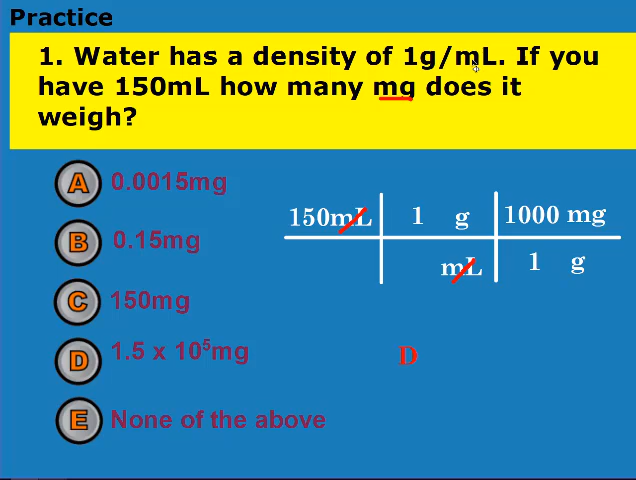 Practice
1. Water has a density of 1g/mL. If you
have 150mL how many mg does it
weigh?
A 0.0015mg
B 0.15mg
C 150mg
D 1.5 x 10⁵mg
E None of the above
150mL 1 g 1000 mg
mL 1 g
D